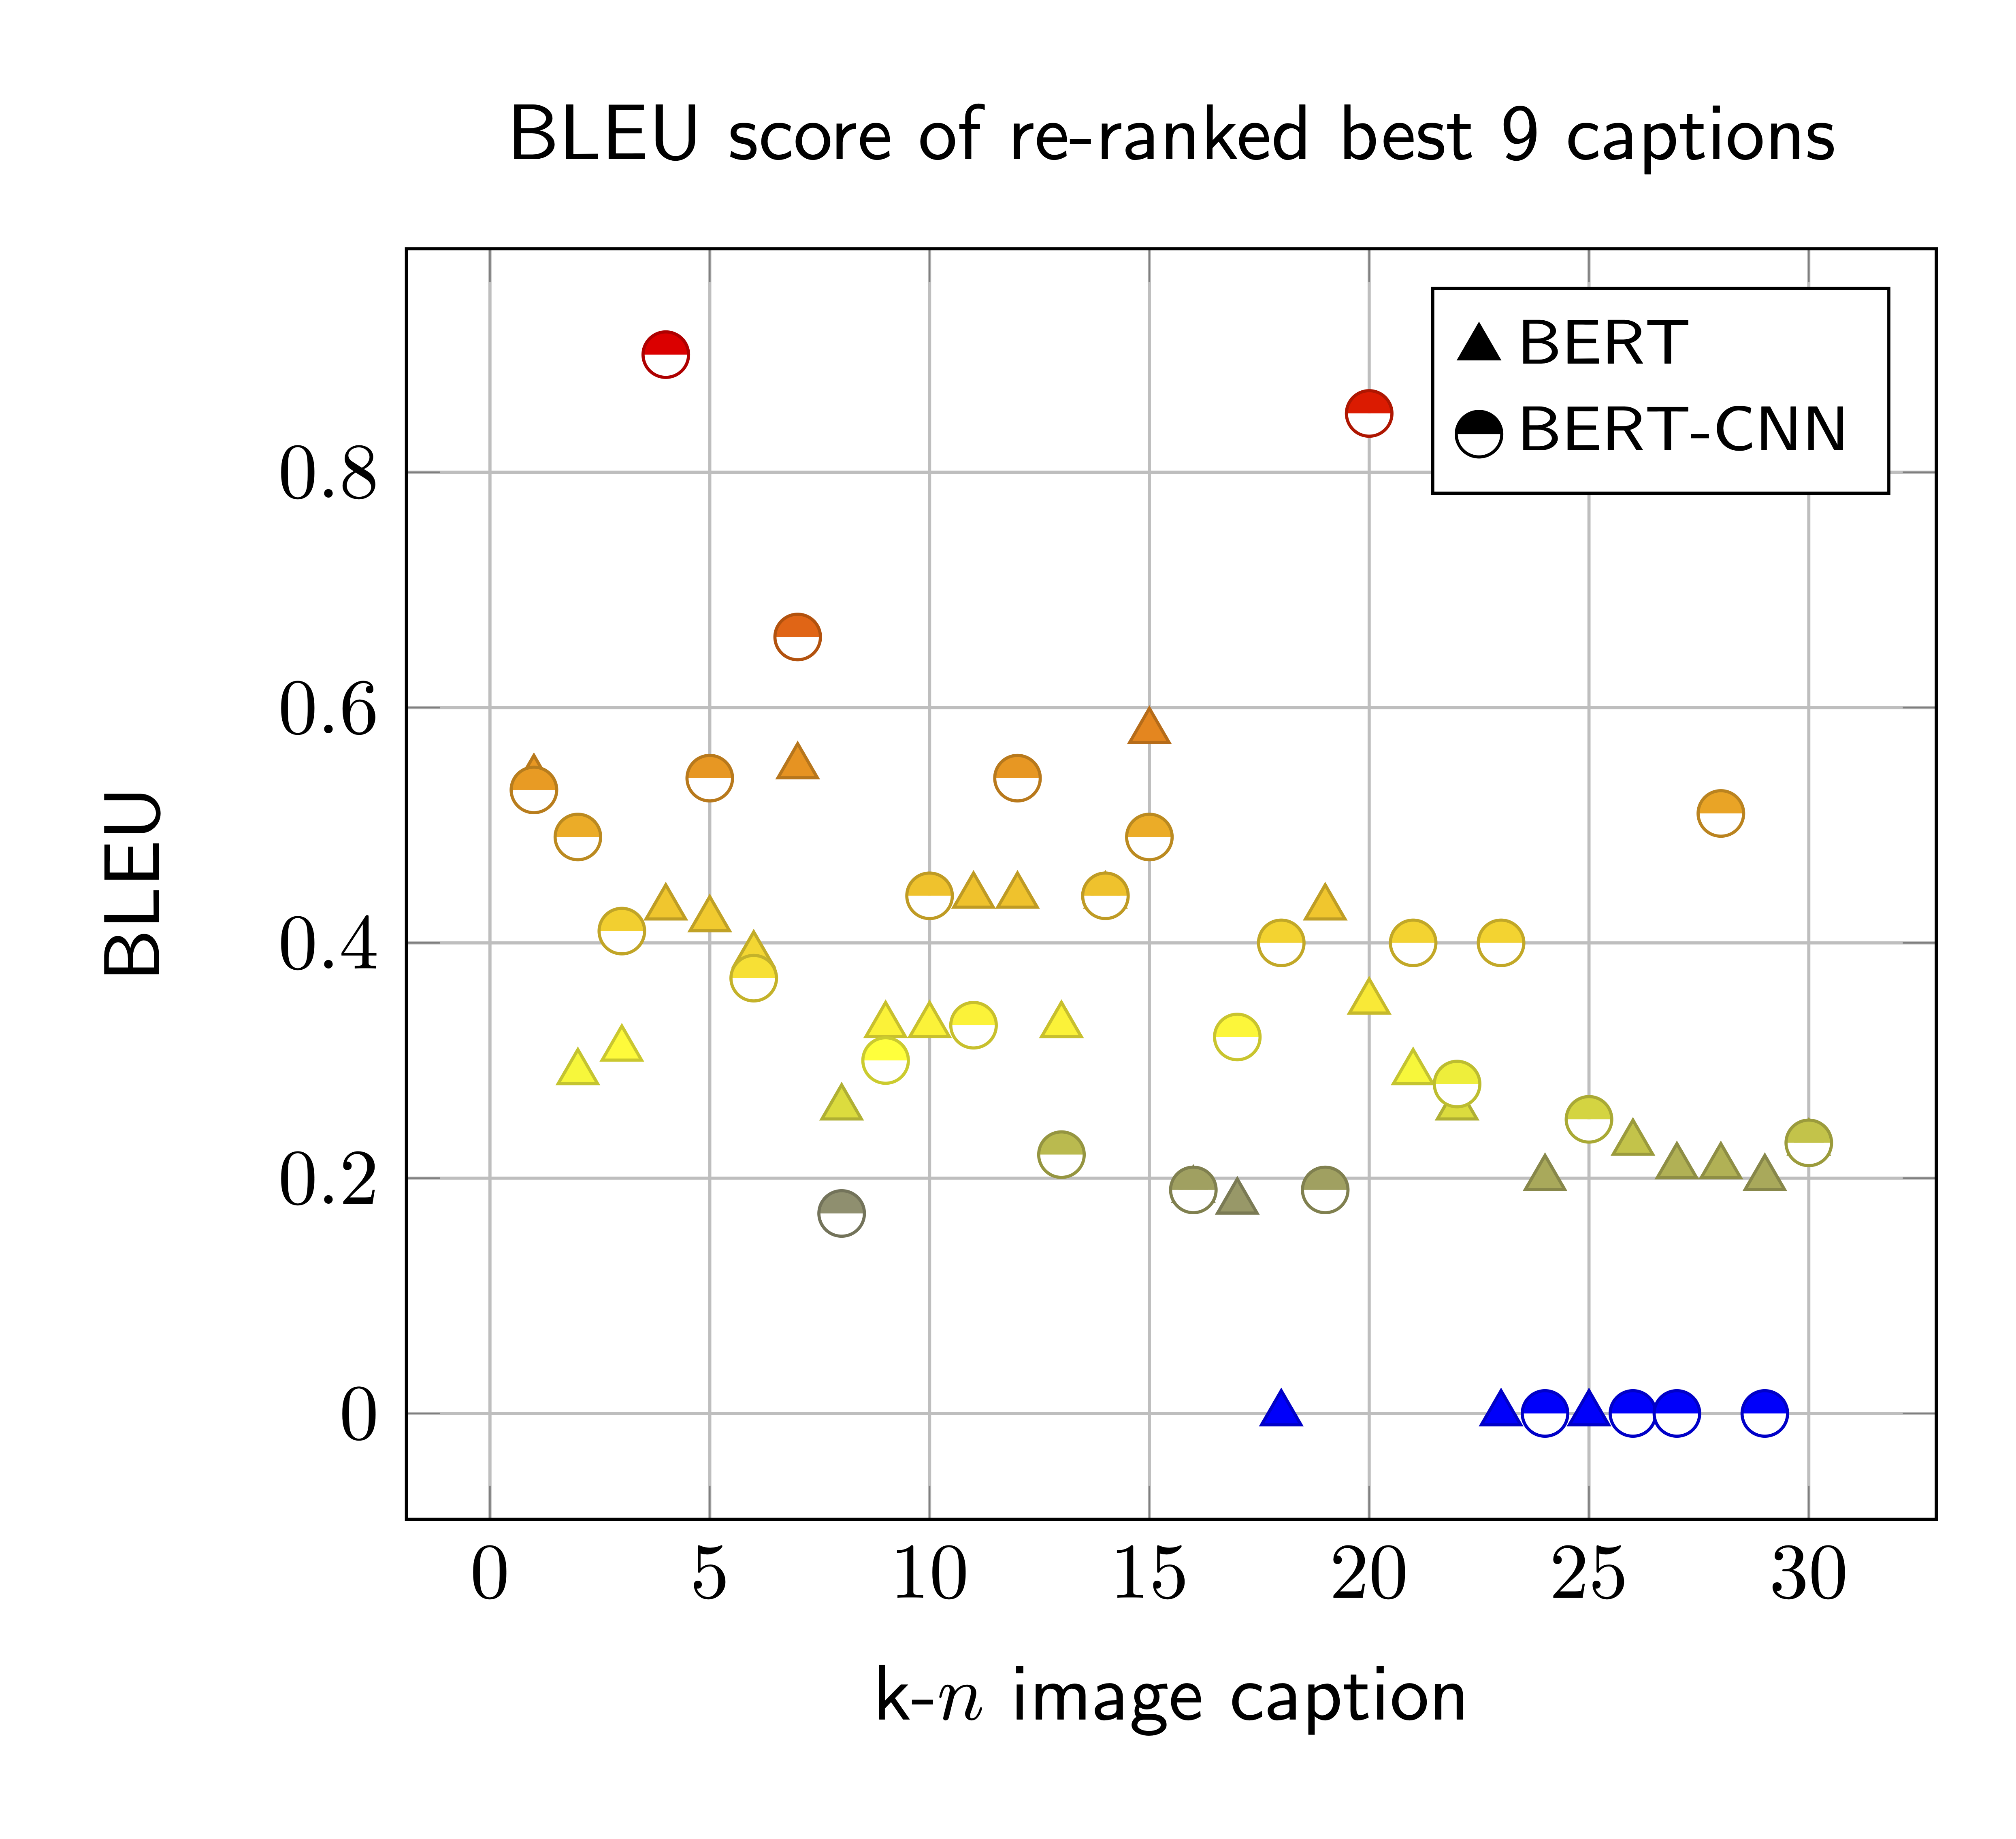 BLEU score of re-ranked best 9 captions
BERT
BERT-CNN
0.8
0.6
0.4
0.2
0
BLEU
0 5 10 15 20 25 30
k-n image caption